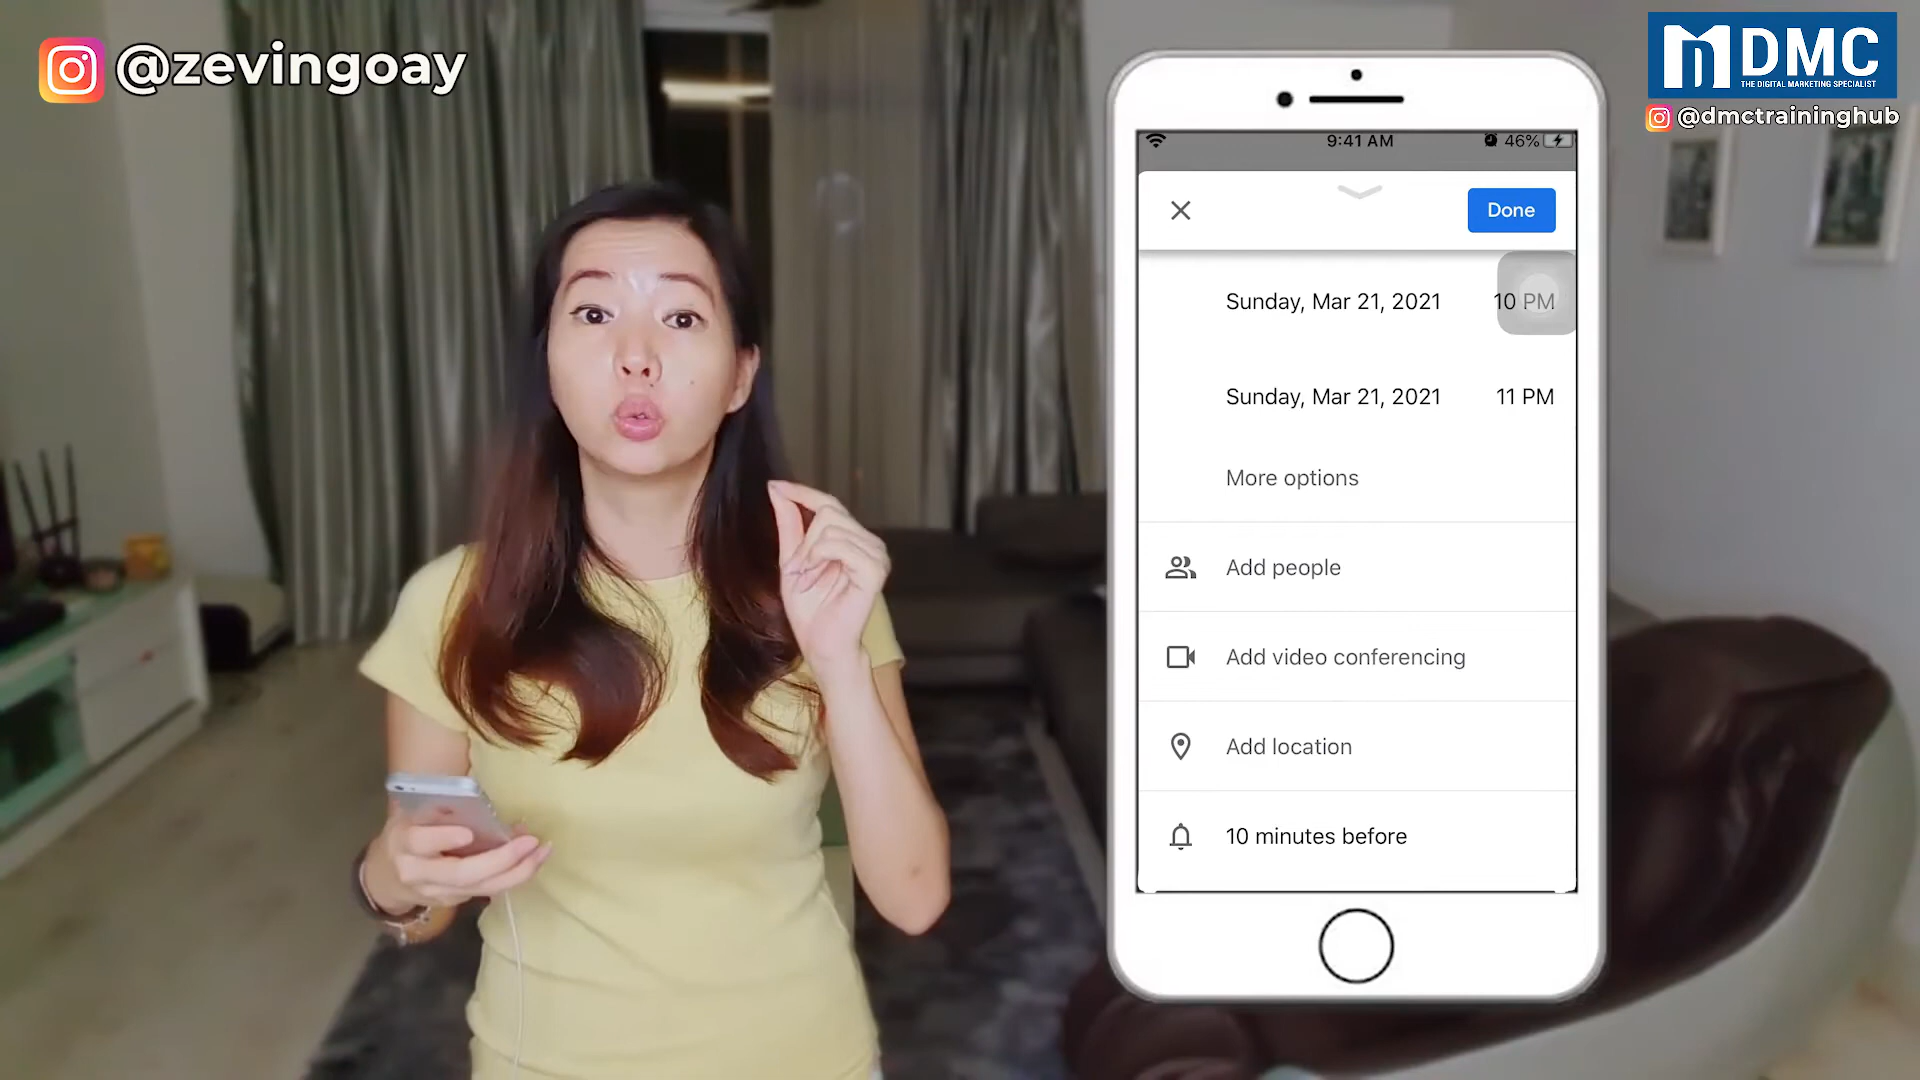 @zevingoay
DMC
THE DIGITAL MARKETING SPECIALIST
@dmctraininghub
9:41 AM
46%
Done
Sunday, Mar 21, 2021 10 PM
Sunday, Mar 21, 2021 11 PM
More options
Add people
Add video conferencing
Add location
10 minutes before